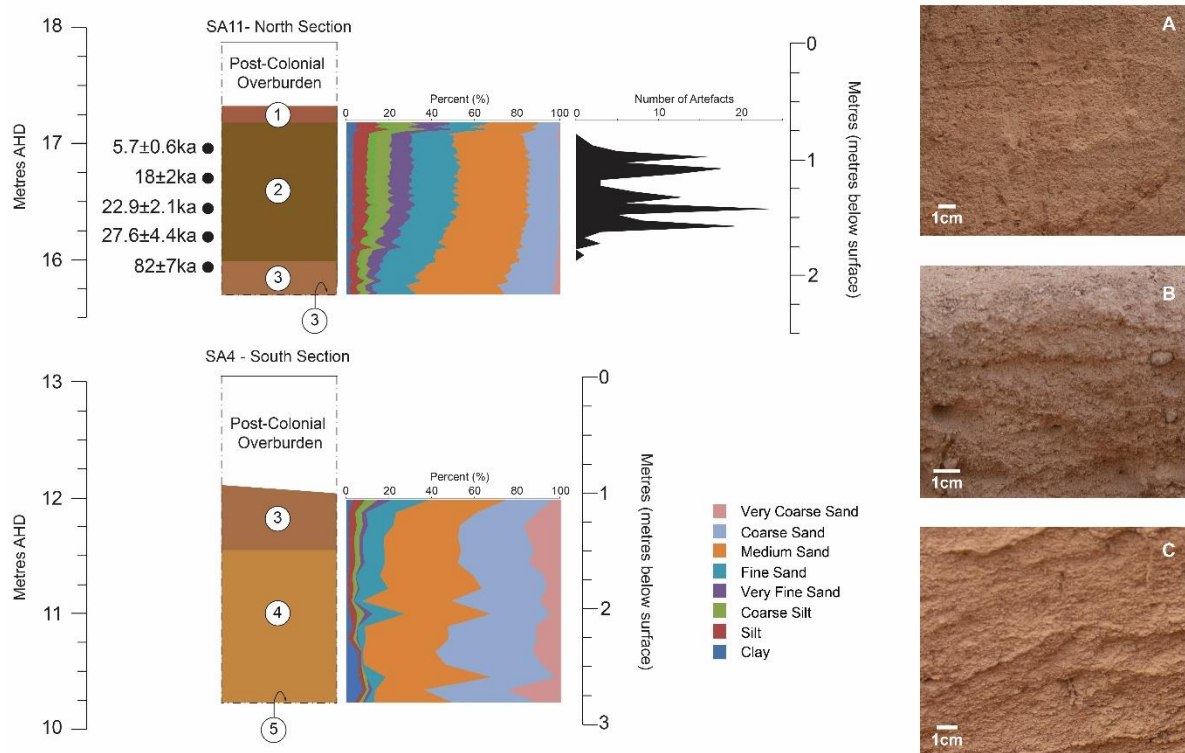 SA11- North Section
18
17
16
Metres AHD
Post-Colonial
Overburden
1
2
3
3
5.7±0.6ka
18±2ka
22.9±2.1ka
27.6±4.4ka
82±7ka
Percent (%)
0 20 40 60 80 100
Number of Artefacts
0 10 20
0
1
2
Metres (metres below surface)
SA4 - South Section
13
12
11
10
Metres AHD
Post-Colonial
Overburden
3
4
5
Percent (%)
0 20 40 60 80 100
0
1
2
3
Metres (metres below surface)
Very Coarse Sand
Coarse Sand
Medium Sand
Fine Sand
Very Fine Sand
Coarse Silt
Silt
Clay
A
1cm
B
1cm
C
1cm